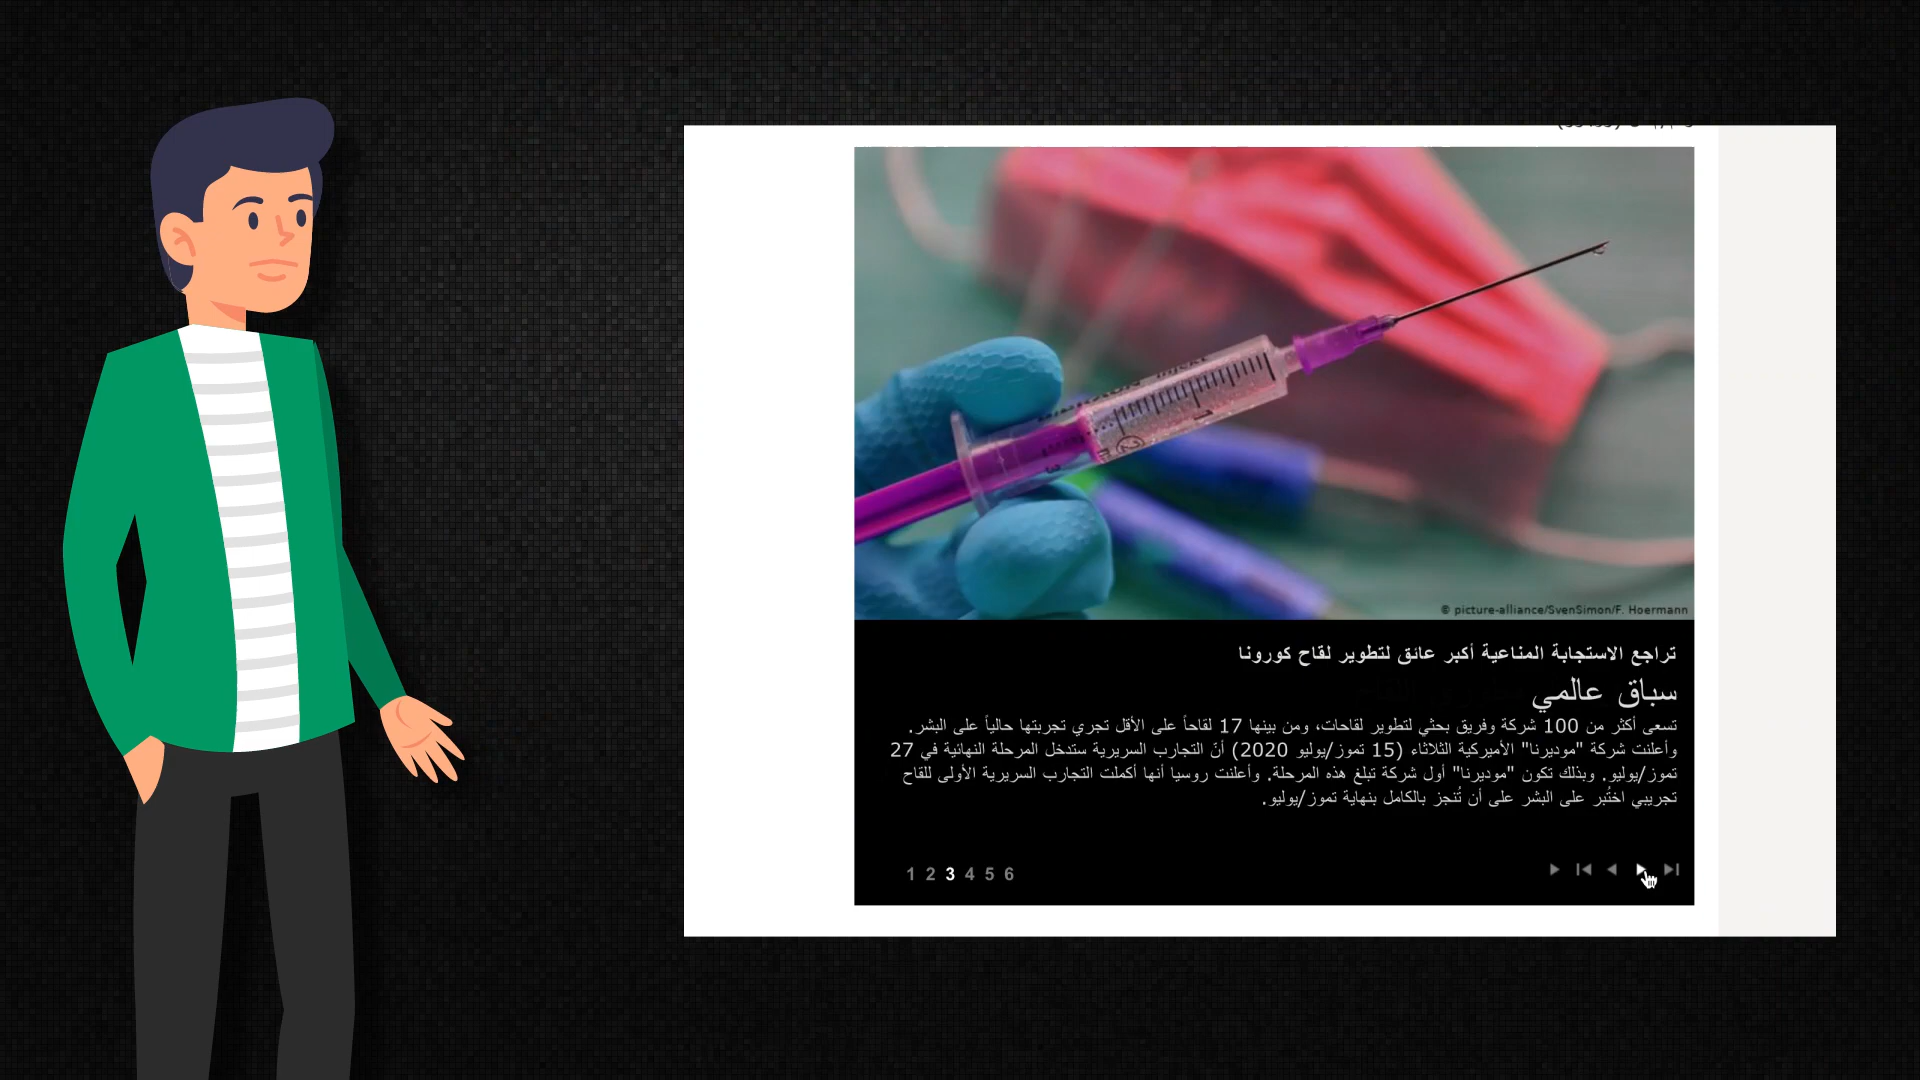 © picture-alliance/SvenSimon/F. Hoermann
تراجع الاستجابة المناعية أكبر عائق لتطوير لقاح كورونا
سباق عالمي
تسعى أكثر من 100 شركة وفريق بحثي لتطوير لقاحات، ومن بينها 17 لقاحاً على الأقل تجري تجربتها حالياً على البشر.
وأعلنت شركة "موديرنا" الأميركية الثلاثاء (15 تموز/يوليو 2020) أنّ التجارب السريرية ستدخل المرحلة النهائية في 27
تموز/يوليو. وبذلك تكون "موديرنا" أول شركة تبلغ هذه المرحلة. وأعلنت روسيا أنها أكملت التجارب السريرية الأولى للقاح
تجريبي اختُبر على البشر على أن تُنجز بالكامل بنهاية تموز/يوليو.
1 2 3 4 5 6